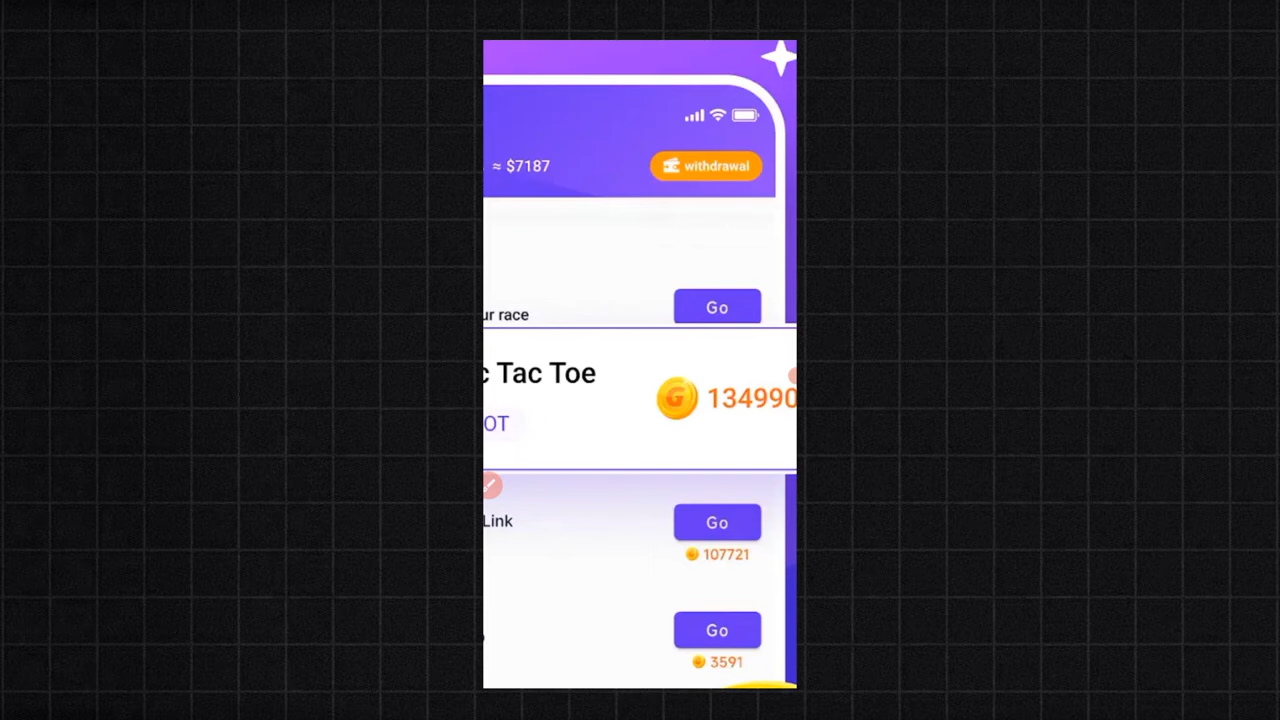 ≈ $7187 withdrawal
Go
ur race
c Tac Toe
134990
OT
Link
Go
107721
Go
3591